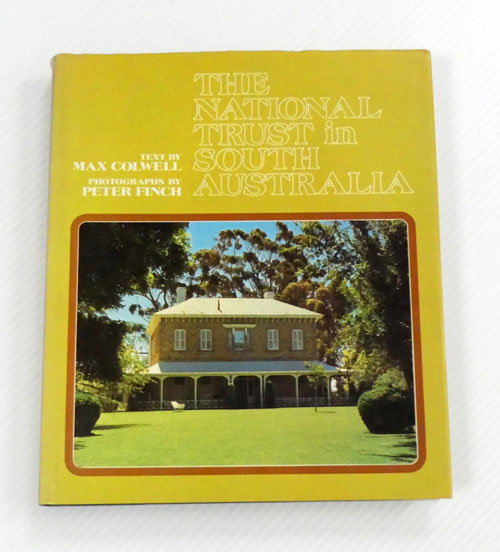 THE
NATIONAL
TRUST in
SOUTH
AUSTRALIA
TEXT BY
MAX COLWELL
PHOTOGRAPHS BY
PETER FINCH